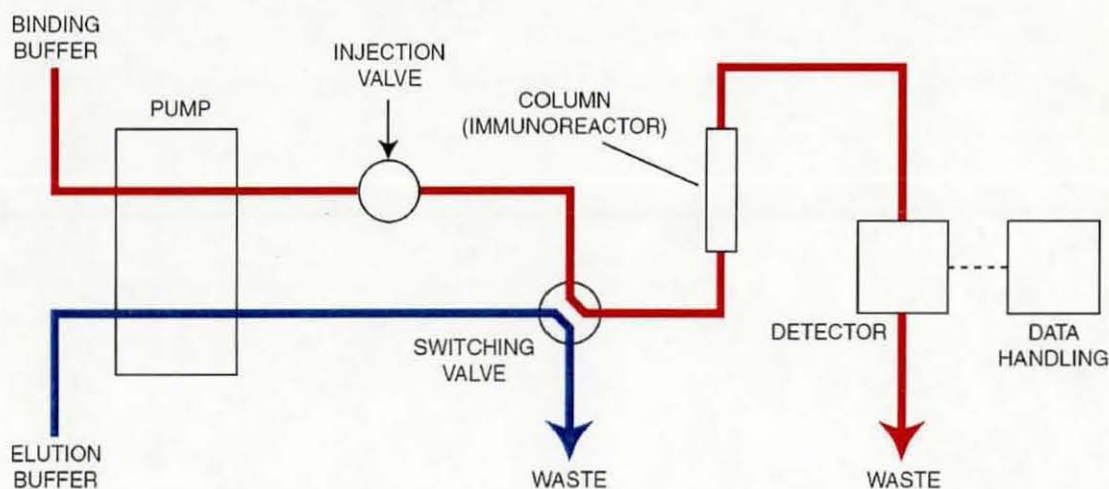 BINDING
BUFFER
INJECTION
VALVE
PUMP
COLUMN
(IMMUNOREACTOR)
SWITCHING
VALVE
DETECTOR
DATA
HANDLING
ELUTION
BUFFER
WASTE
WASTE